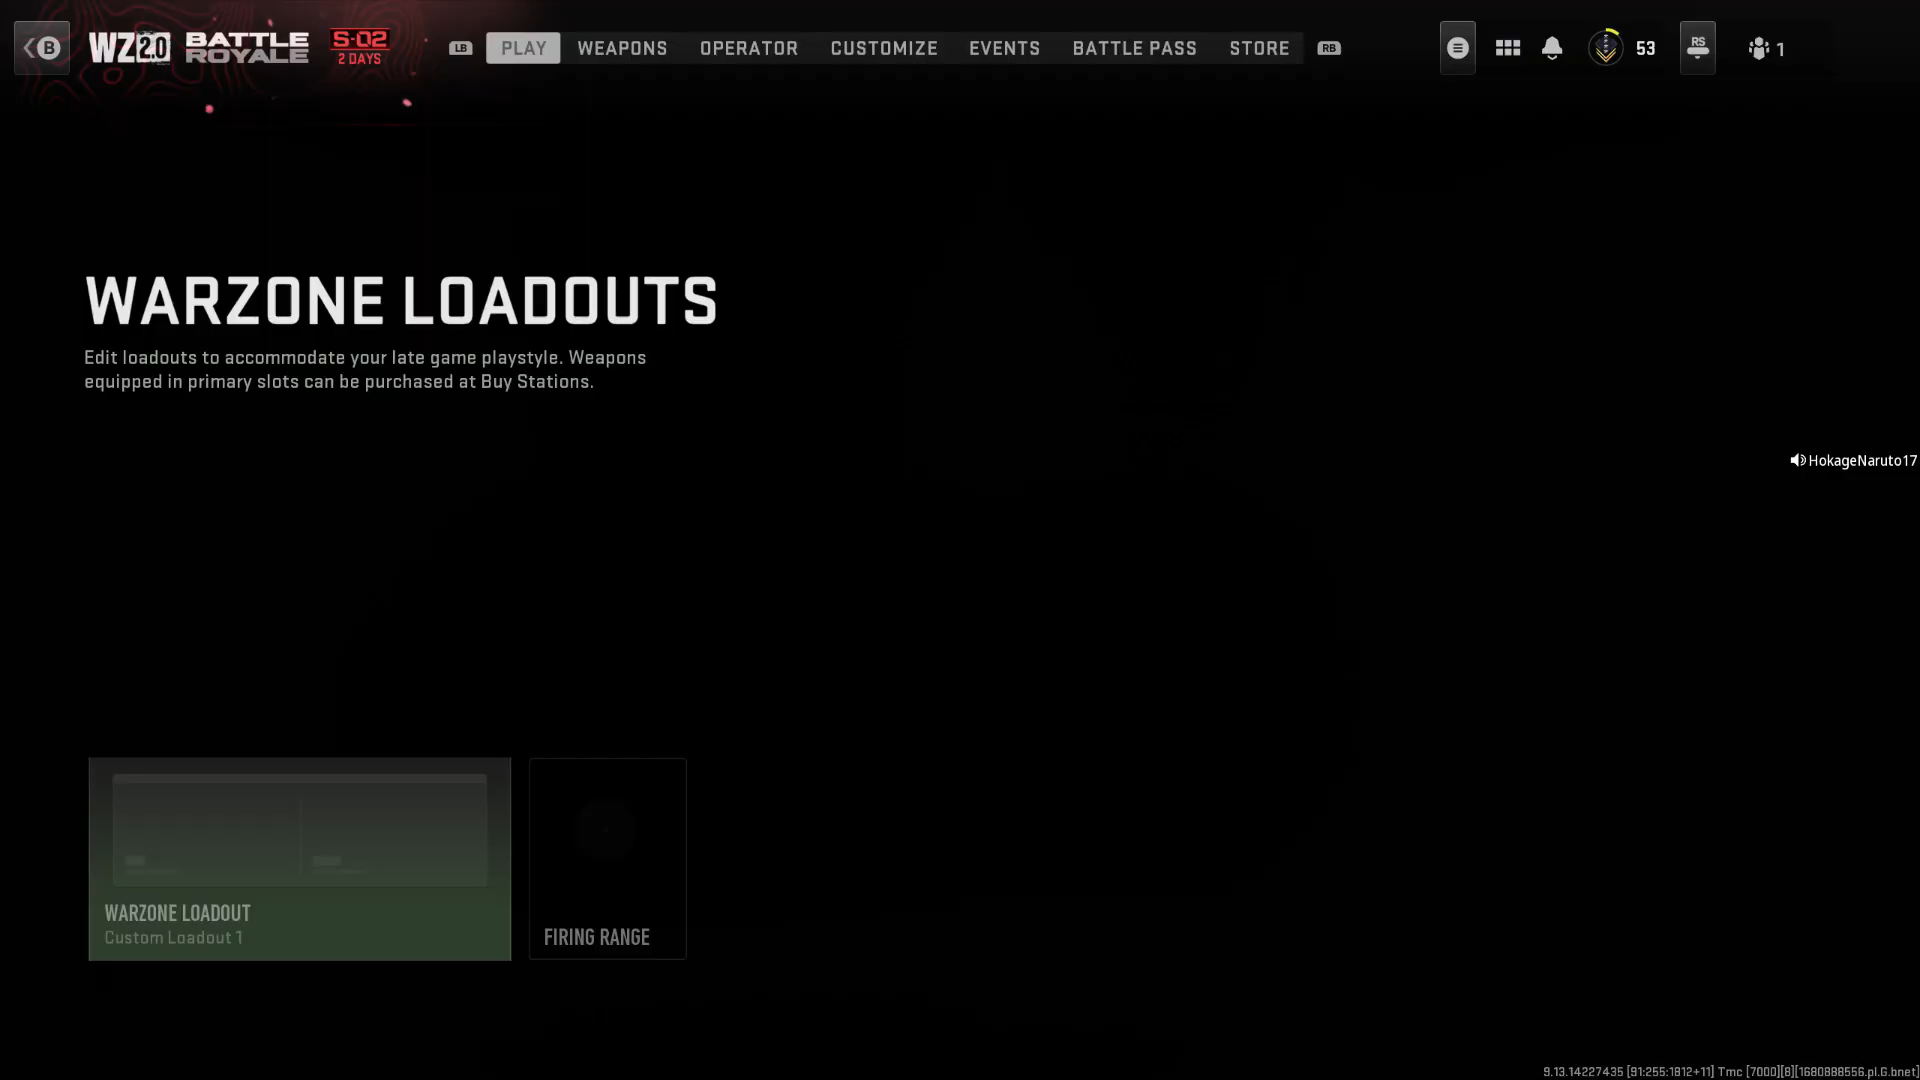 B
WZ2.0 BATTLE ROYALE
S-02
2 DAYS
LB PLAY WEAPONS OPERATOR CUSTOMIZE EVENTS BATTLE PASS STORE RB
53
RS
1
WARZONE LOADOUTS
Edit loadouts to accommodate your late game playstyle. Weapons
equipped in primary slots can be purchased at Buy Stations.
HokageNaruto17
WARZONE LOADOUT
Custom Loadout 1
FIRING RANGE
9.13.14227435 [91:255:1812+11] Tmc [7000][8][1680888556.pl.G.bnet]